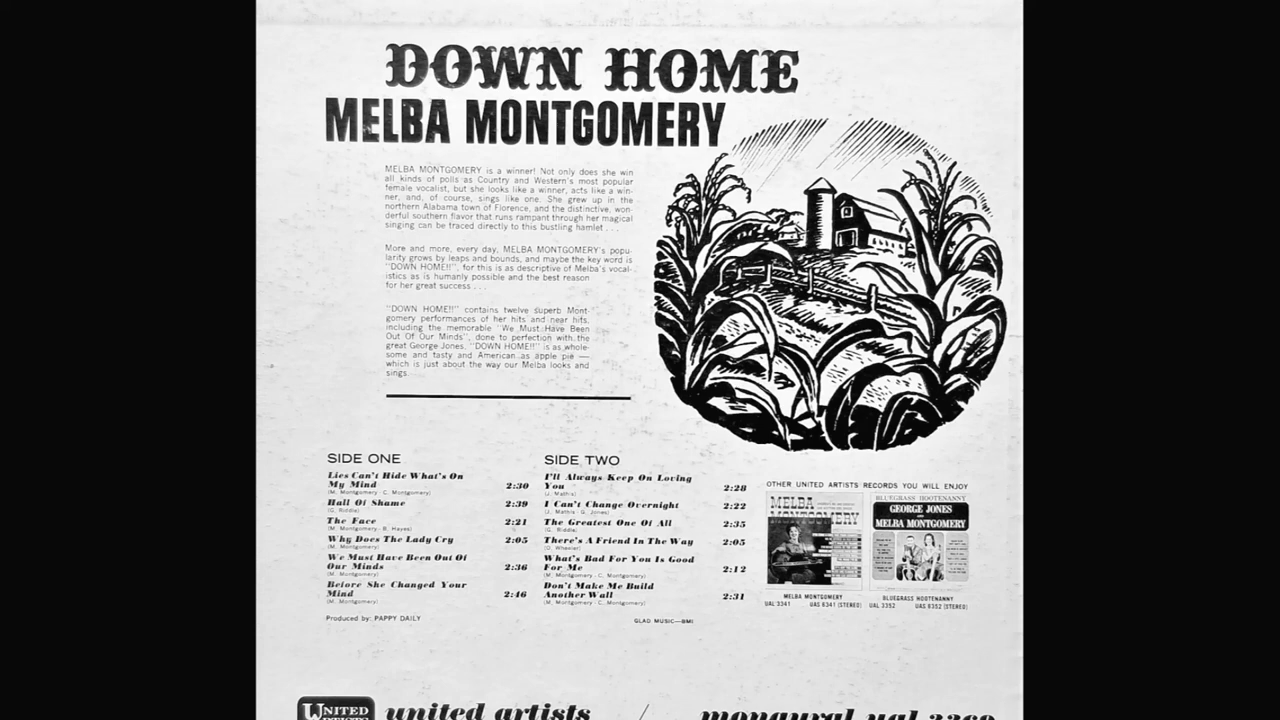 DOWN HOME
MELBA MONTGOMERY
MELBA MONTGOMERY is a winner! Not only does she win
all kinds of polls as Country and Western's most popular
female vocalist, but she looks like a winner, acts like a win-
ner, and, of course, sings like one. She grew up in the
northern Alabama town of Florence, and the distinctive, won-
derful southern flavor that runs rampant through her magical
singing can be traced directly to this bustling hamlet . . .
More and more, every day, MELBA MONTGOMERY's popu-
larity grows by leaps and bounds, and maybe the key word is
"DOWN HOME!!", for this is as descriptive of Melba's vocal-
istics as is humanly possible and the best reason
for her great success . . .
"DOWN HOME!!" contains twelve superb Mont-
gomery performances of her hits and near hits,
including the memorable "We Must Have Been
Out Of Our Minds", done to perfection with the
great George Jones. "DOWN HOME!!" is as whole-
some and tasty and American as apple pie —
which is just about the way our Melba looks and
sings.
SIDE ONE
Lies Can't Hide What's On
My Mind 2:30
(M. Montgomery - C. Montgomery)
Hall Of Shame 2:39
(G. Riddle)
The Face 2:21
(M. Montgomery - B. Hayes)
Why Does The Lady Cry 2:05
(M. Montgomery)
We Must Have Been Out Of
Our Minds 2:36
(M. Montgomery)
Before She Changed Your
Mind 2:46
(M. Montgomery)
Produced by: PAPPY DAILY
SIDE TWO
I'll Always Keep On Loving
You 2:28
(J. Mathis)
I Can't Change Overnight 2:22
(J. Mathis - G. Jones)
The Greatest One Of All 2:35
(G. Riddle)
There's A Friend In The Way 2:05
(D. Wheeler)
What's Bad For You Is Good
For Me 2:12
(M. Montgomery - C. Montgomery)
Don't Make Me Build
Another Wall 2:31
(M. Montgomery - C. Montgomery)
GLAD MUSIC—BMI
OTHER UNITED ARTISTS RECORDS YOU WILL ENJOY
MELBA
MONTGOMERY
MELBA MONTGOMERY
UAL 3341 UAS 6341 (STEREO)
BLUEGRASS HOOTENANNY
GEORGE JONES
AND
MELBA MONTGOMERY
BLUEGRASS HOOTENANNY
UAL 3352 UAS 6352 (STEREO)
UNITED
ARTISTS
united artists / monaural ual 3369